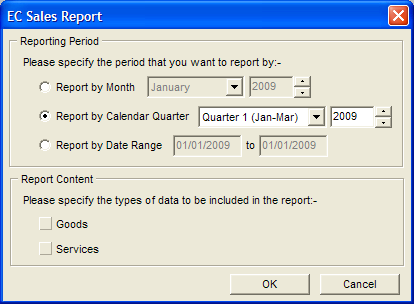 EC Sales Report
Reporting Period
Please specify the period that you want to report by:-
Report by Month January 2009
Report by Calendar Quarter Quarter 1 (Jan-Mar) 2009
Report by Date Range 01/01/2009 to 01/01/2009
Report Content
Please specify the types of data to be included in the report:-
Goods
Services
OK Cancel